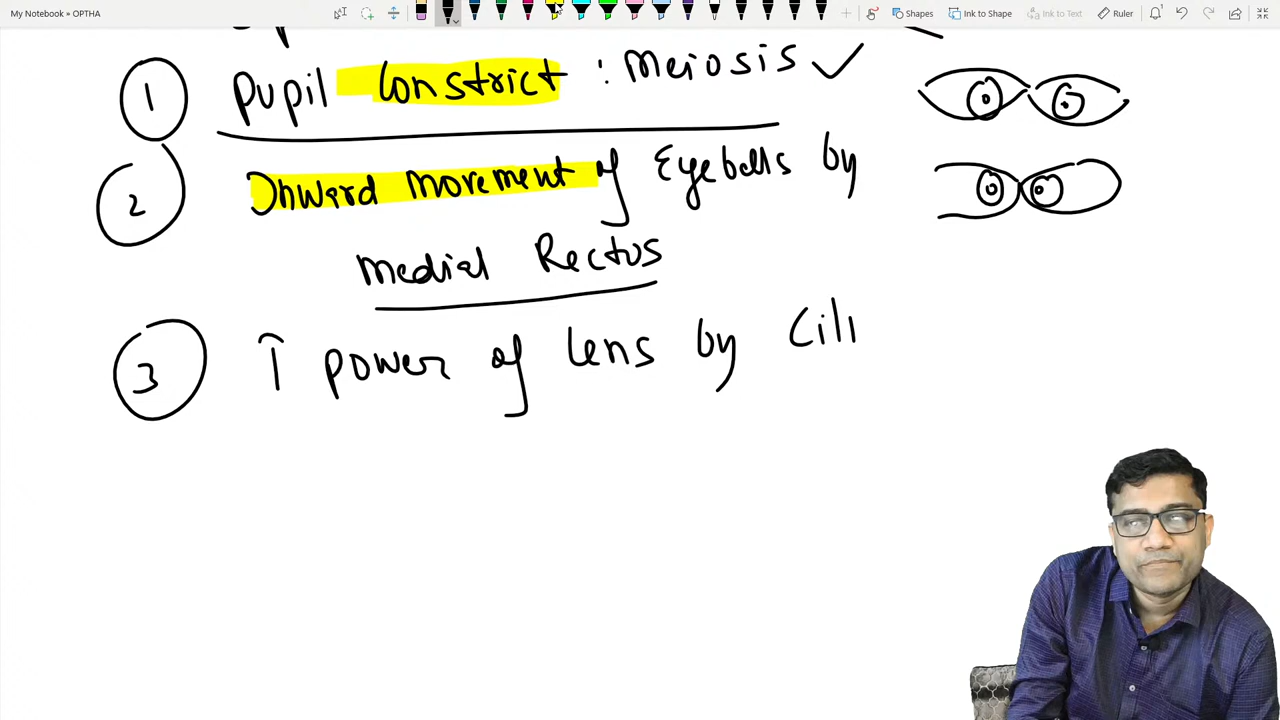 My Notebook » OPTHA
Shapes
Ink to Shape
Ink to Text
Ruler
1 Pupil Constrict : Meiosis ✓
2 Inward movement of Eyeballs by
Medial Rectus
3 ↑ power of lens by Cili